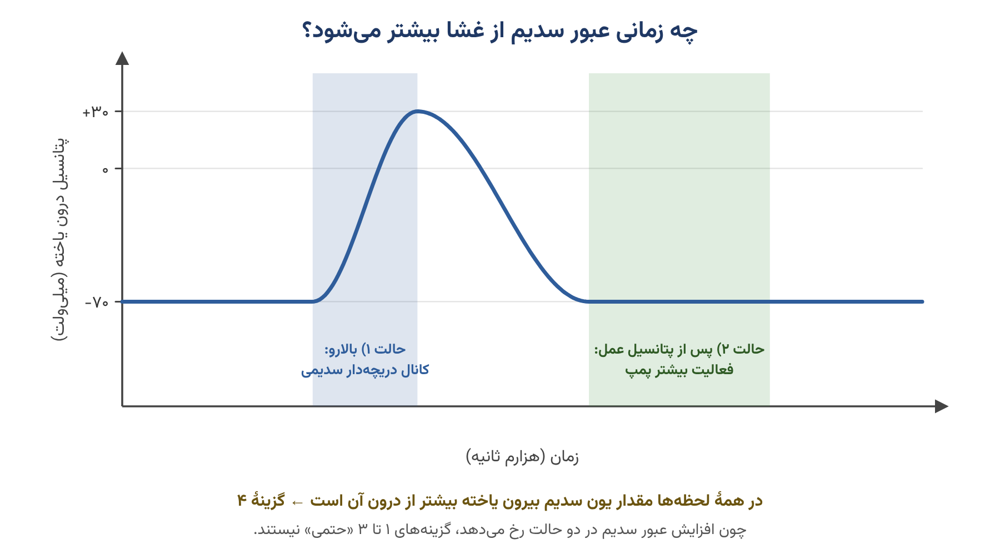 چه زمانی عبور سدیم از غشا بیشتر می‌شود؟
+۳۰
۰
−۷۰
پتانسیل درون یاخته (میلی‌ولت)
حالت ۱) بالارو:
کانال دریچه‌دار سدیمی
حالت ۲) پس از پتانسیل عمل:
فعالیت بیشتر پمپ
زمان (هزارم ثانیه)
در همهٔ لحظه‌ها مقدار یون سدیم بیرون یاخته بیشتر از درون آن است ← گزینهٔ ۴
چون افزایش عبور سدیم در دو حالت رخ می‌دهد، گزینه‌های ۱ تا ۳ «حتمی» نیستند.